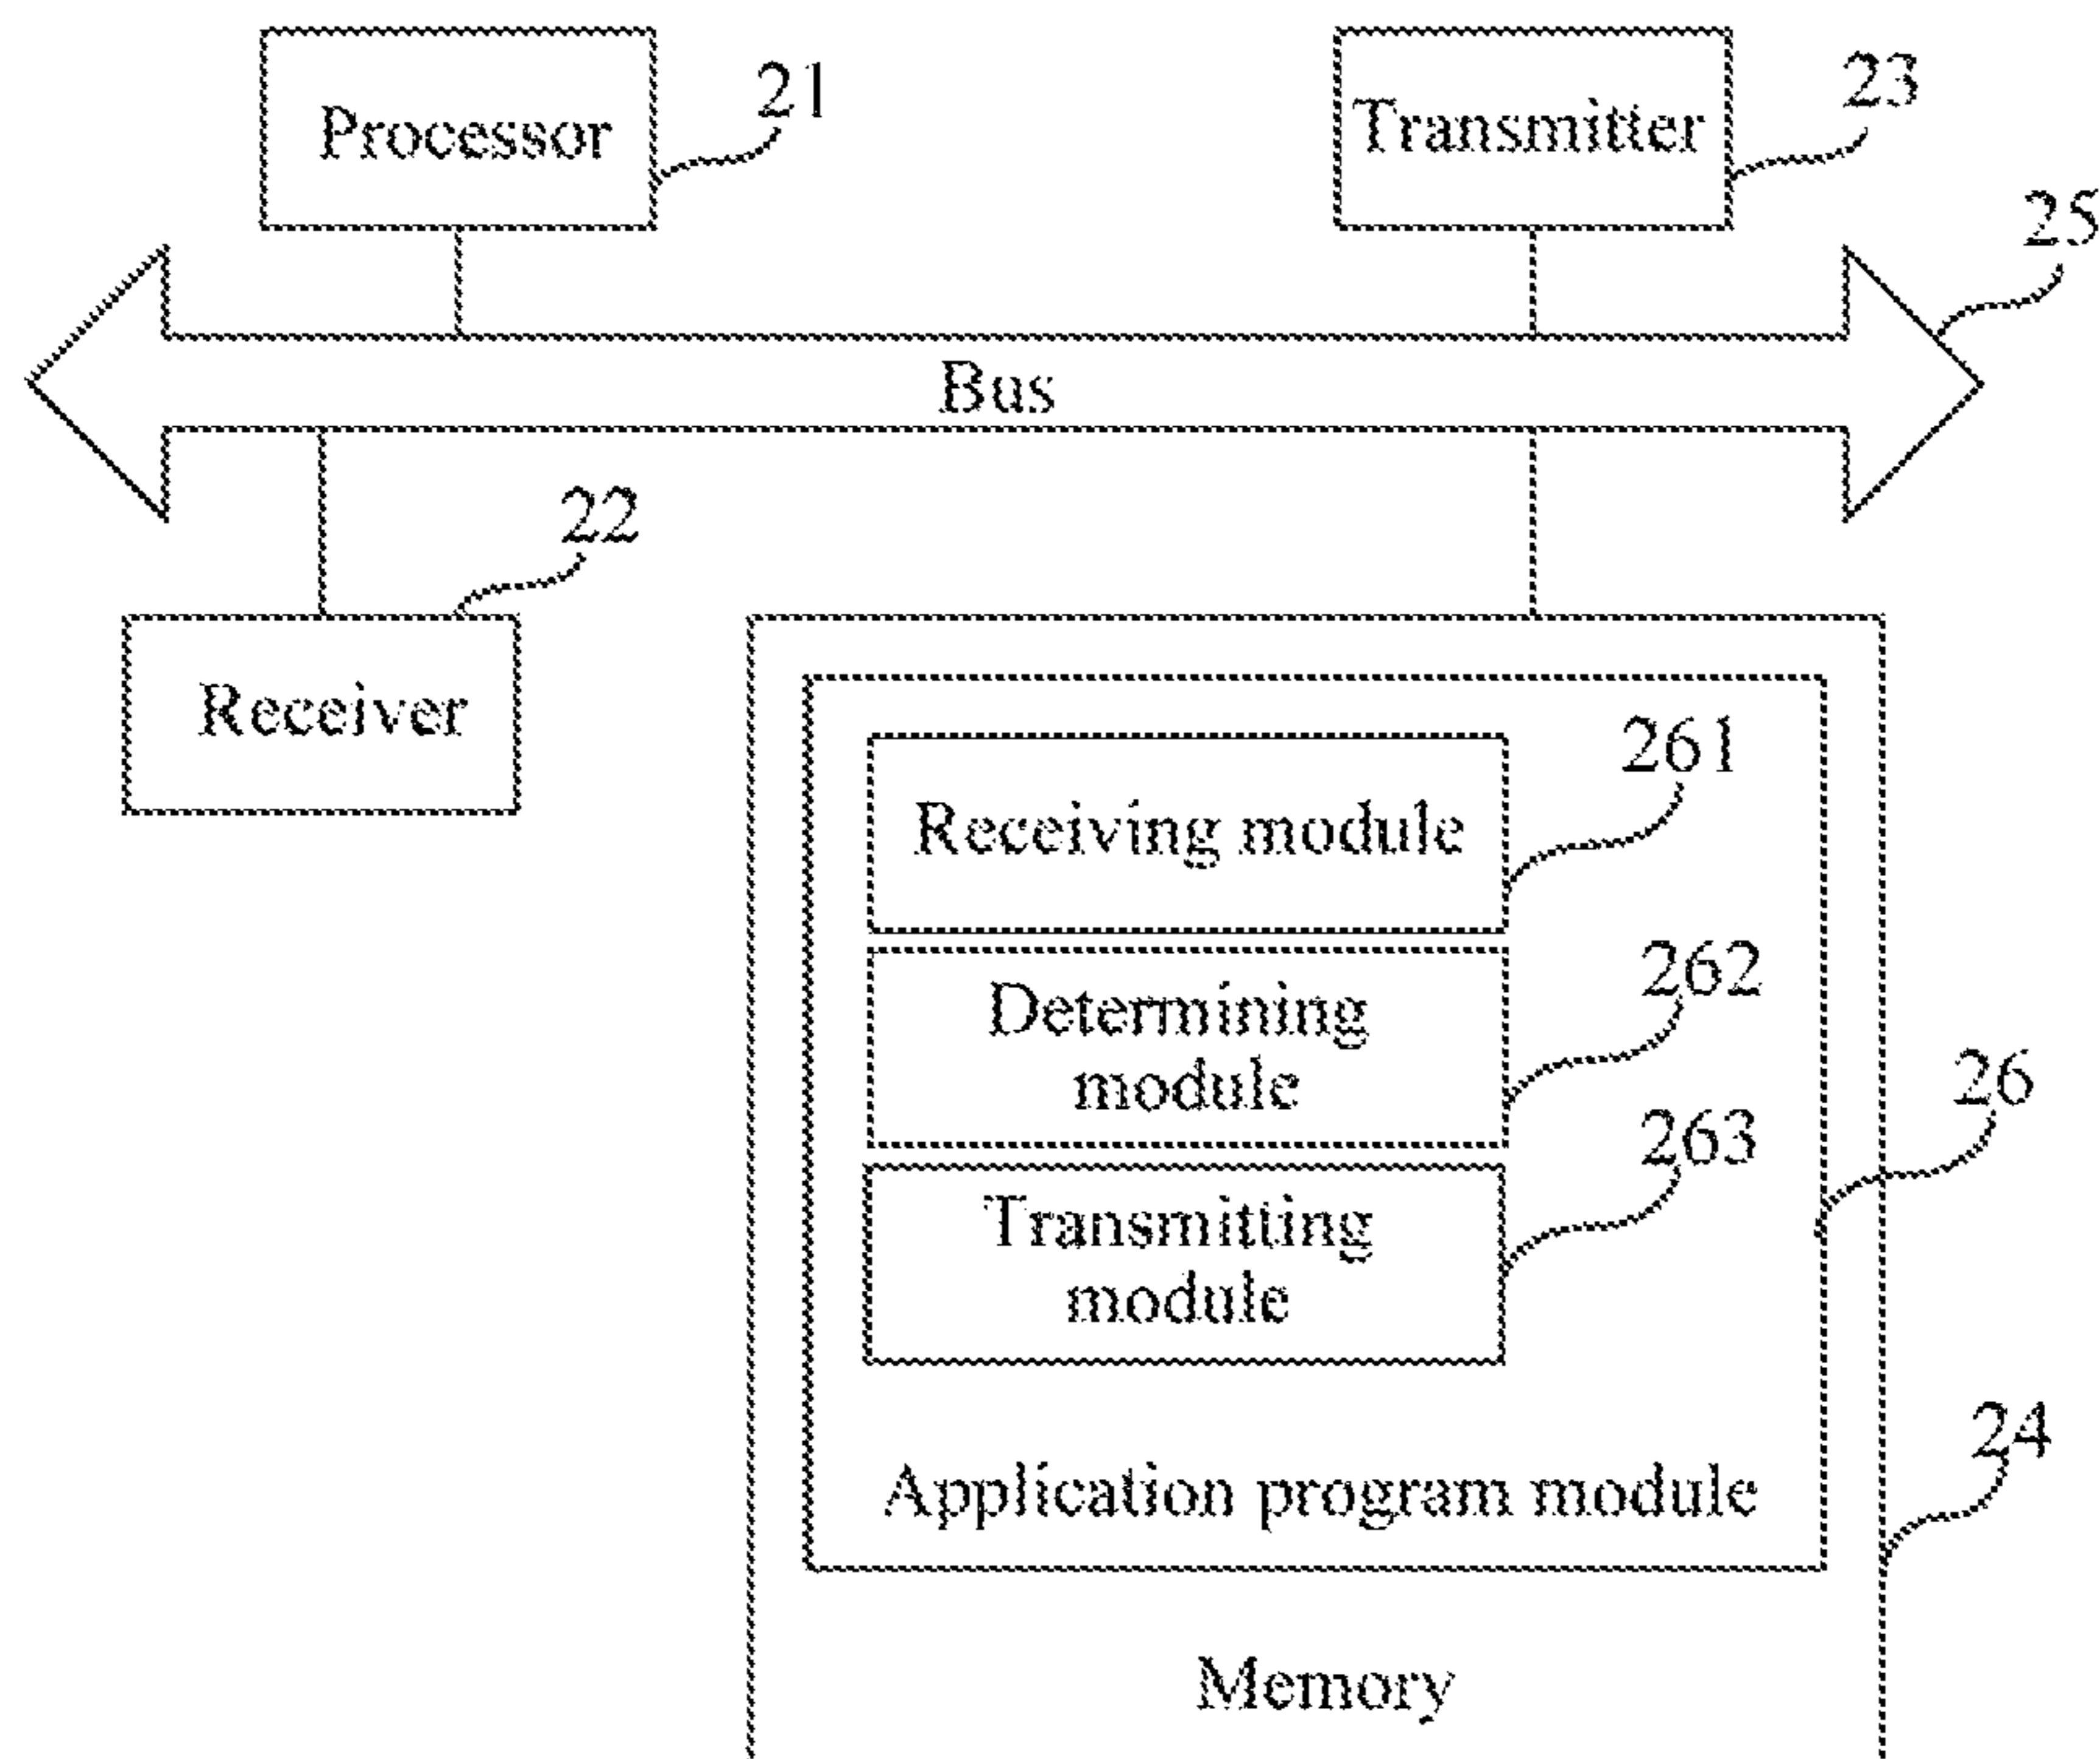 Processor
21
Transmitter
23
25
Bus
22
Receiver
261
Receiving module
262
Determining
module
26
263
Transmitting
module
24
Application program module
Memory